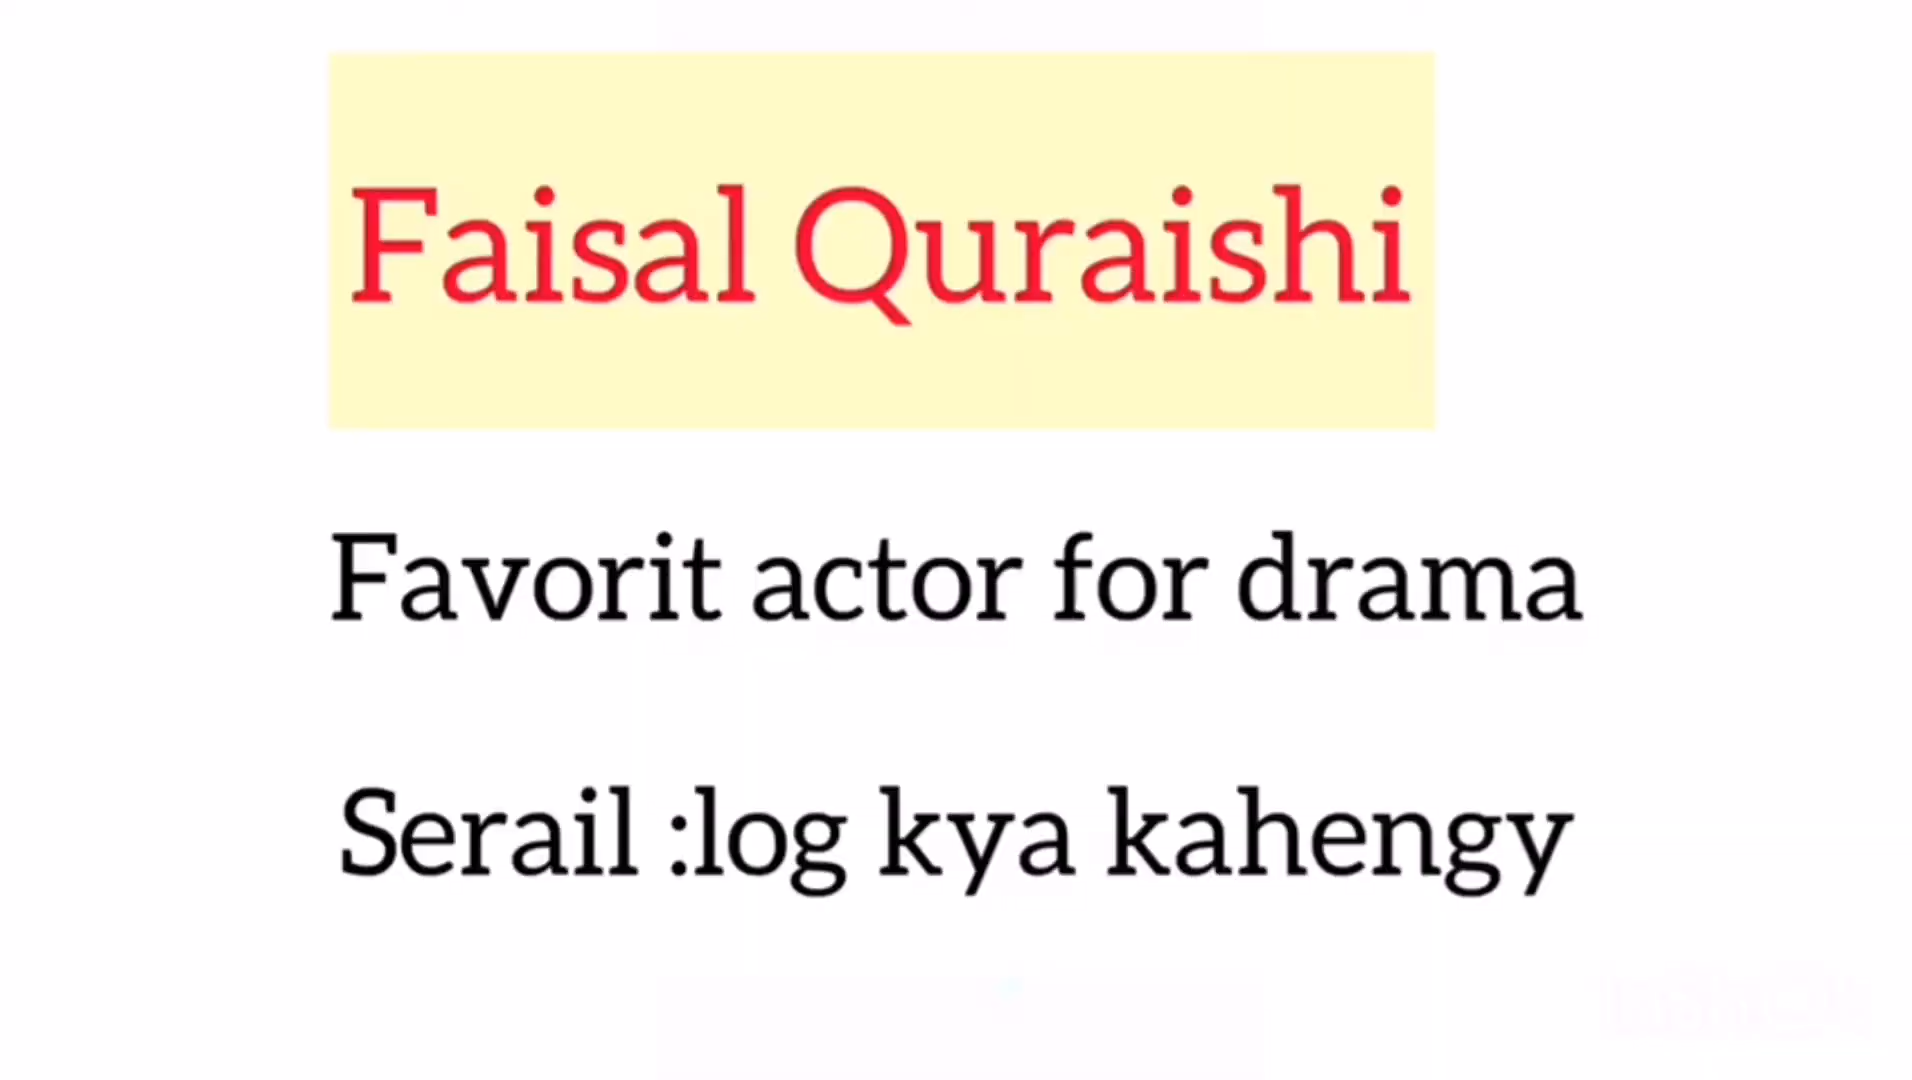 Faisal Quraishi
Favorit actor for drama
Serail :log kya kahengy